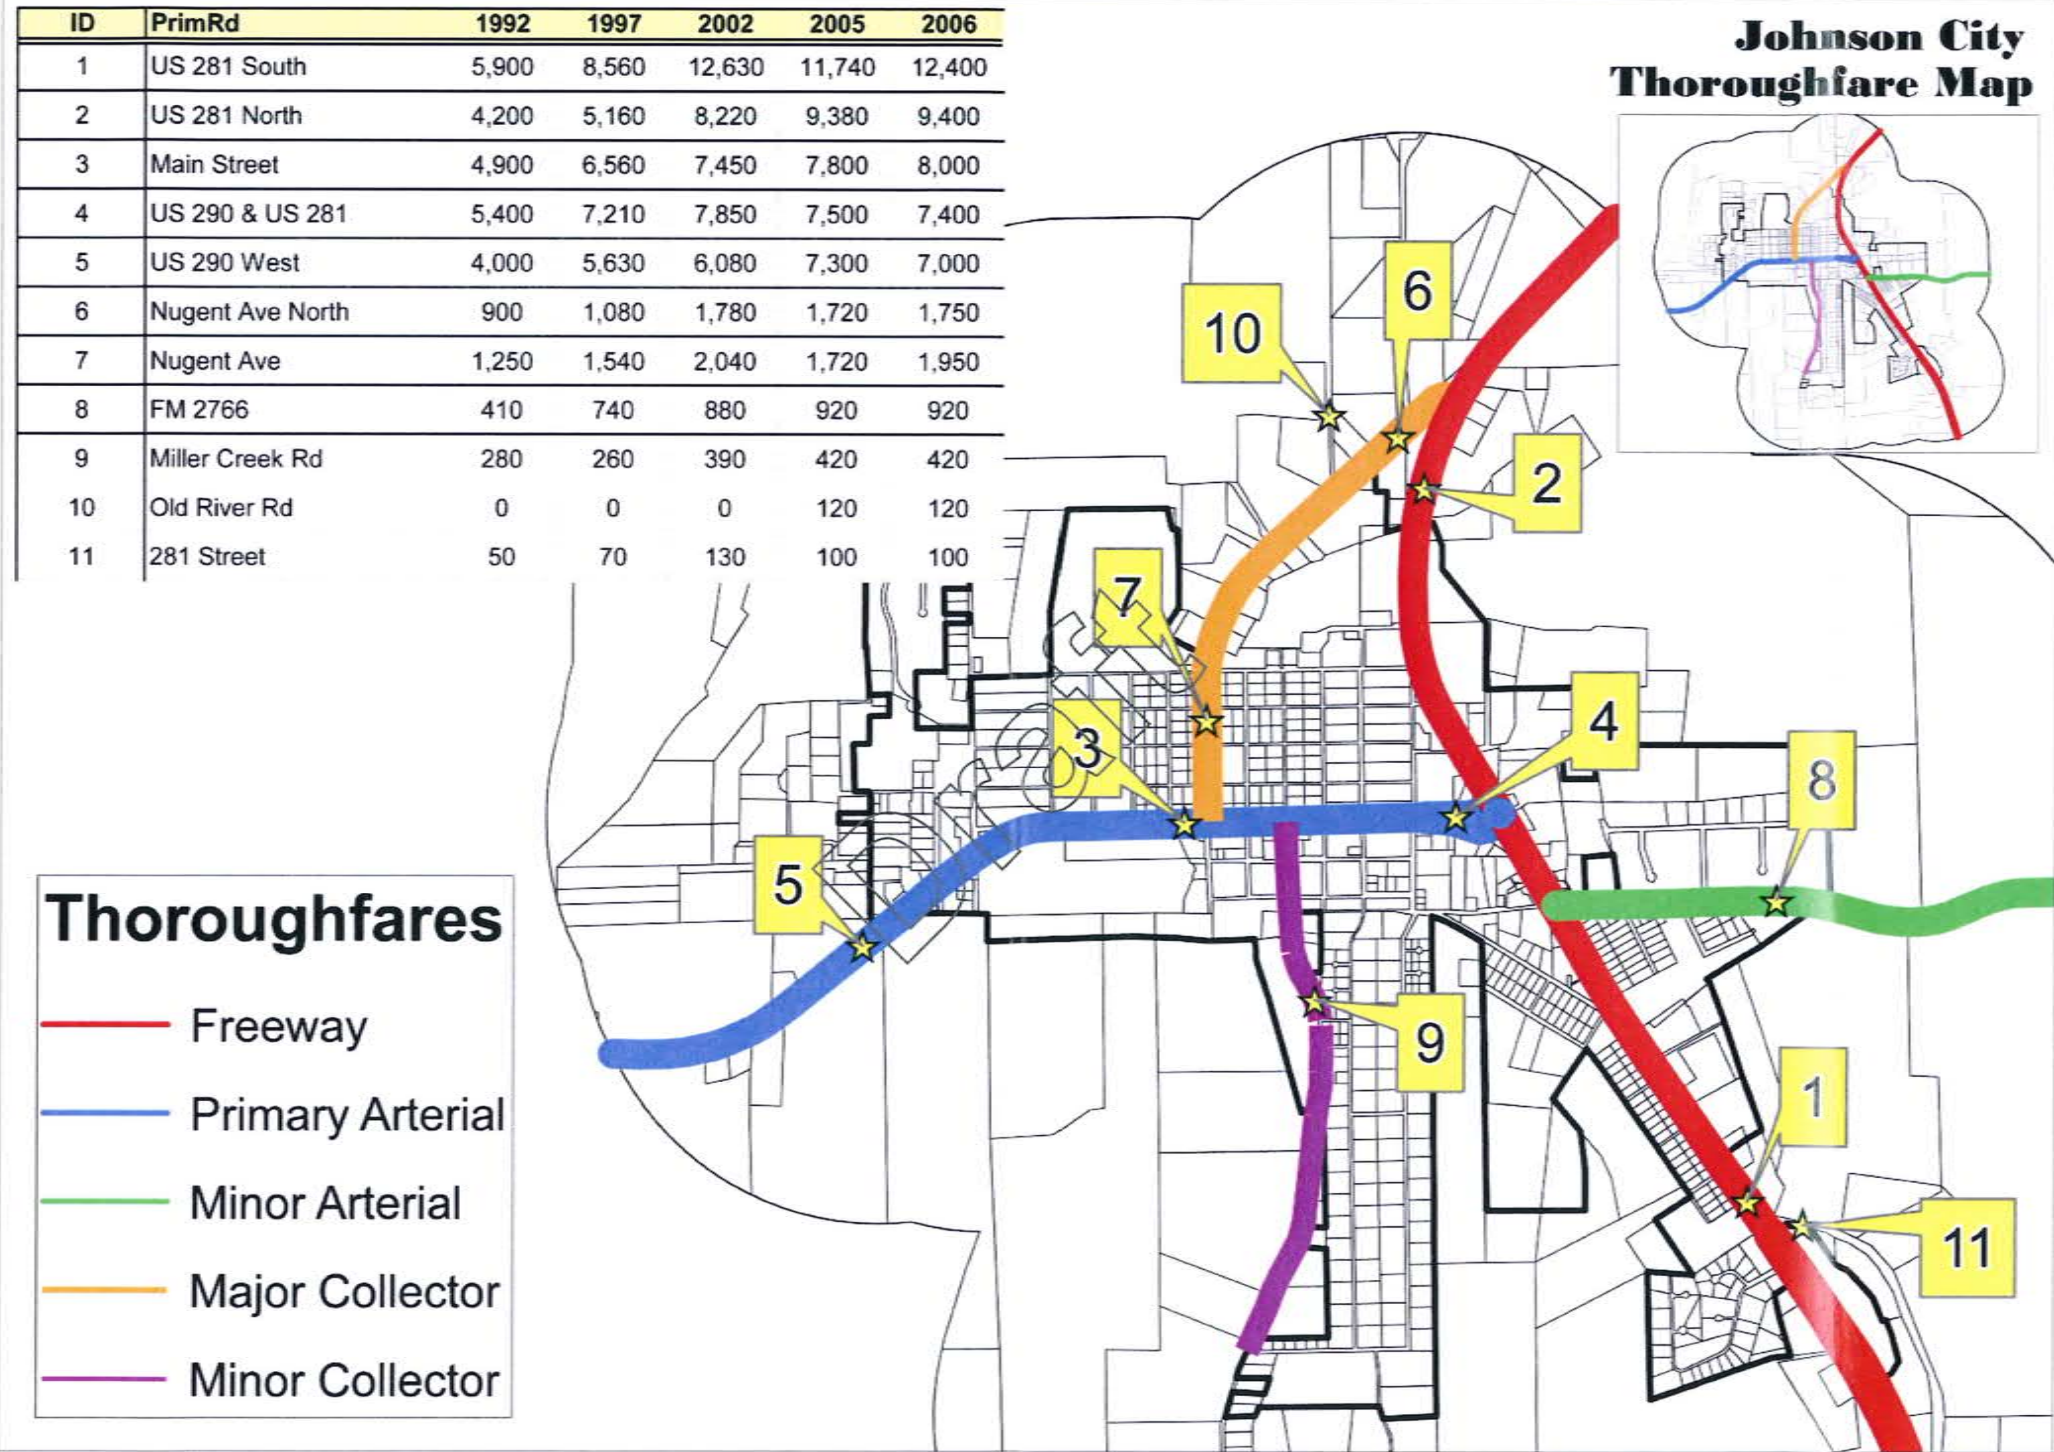 ID PrimRd 1992 1997 2002 2005 2006
1 US 281 South 5,900 8,560 12,630 11,740 12,400
2 US 281 North 4,200 5,160 8,220 9,380 9,400
3 Main Street 4,900 6,560 7,450 7,800 8,000
4 US 290 & US 281 5,400 7,210 7,850 7,500 7,400
5 US 290 West 4,000 5,630 6,080 7,300 7,000
6 Nugent Ave North 900 1,080 1,780 1,720 1,750
7 Nugent Ave 1,250 1,540 2,040 1,720 1,950
8 FM 2766 410 740 880 920 920
9 Miller Creek Rd 280 260 390 420 420
10 Old River Rd 0 0 0 120 120
11 281 Street 50 70 130 100 100
Johnson City
Thoroughfare Map
6
10
2
7
4
3
8
5
9
1
11
Thoroughfares
Freeway
Primary Arterial
Minor Arterial
Major Collector
Minor Collector